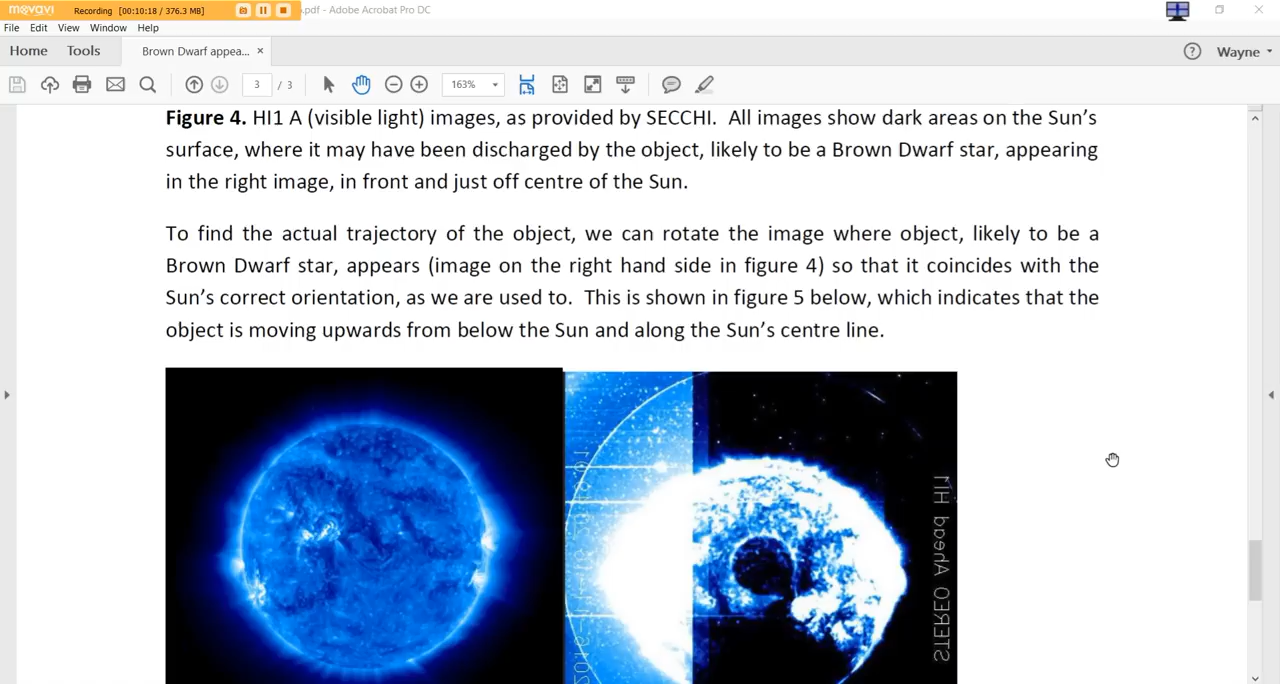 movavi Recording [00:10:18 / 376.3 MB] .pdf - Adobe Acrobat Pro DC
File Edit View Window Help
Home Tools Brown Dwarf appea... × Wayne
3 / 3 163%
Figure 4. HI1 A (visible light) images, as provided by SECCHI. All images show dark areas on the Sun's
surface, where it may have been discharged by the object, likely to be a Brown Dwarf star, appearing
in the right image, in front and just off centre of the Sun.
To find the actual trajectory of the object, we can rotate the image where object, likely to be a
Brown Dwarf star, appears (image on the right hand side in figure 4) so that it coincides with the
Sun's correct orientation, as we are used to. This is shown in figure 5 below, which indicates that the
object is moving upwards from below the Sun and along the Sun's centre line.
STEREO Ahead HI1